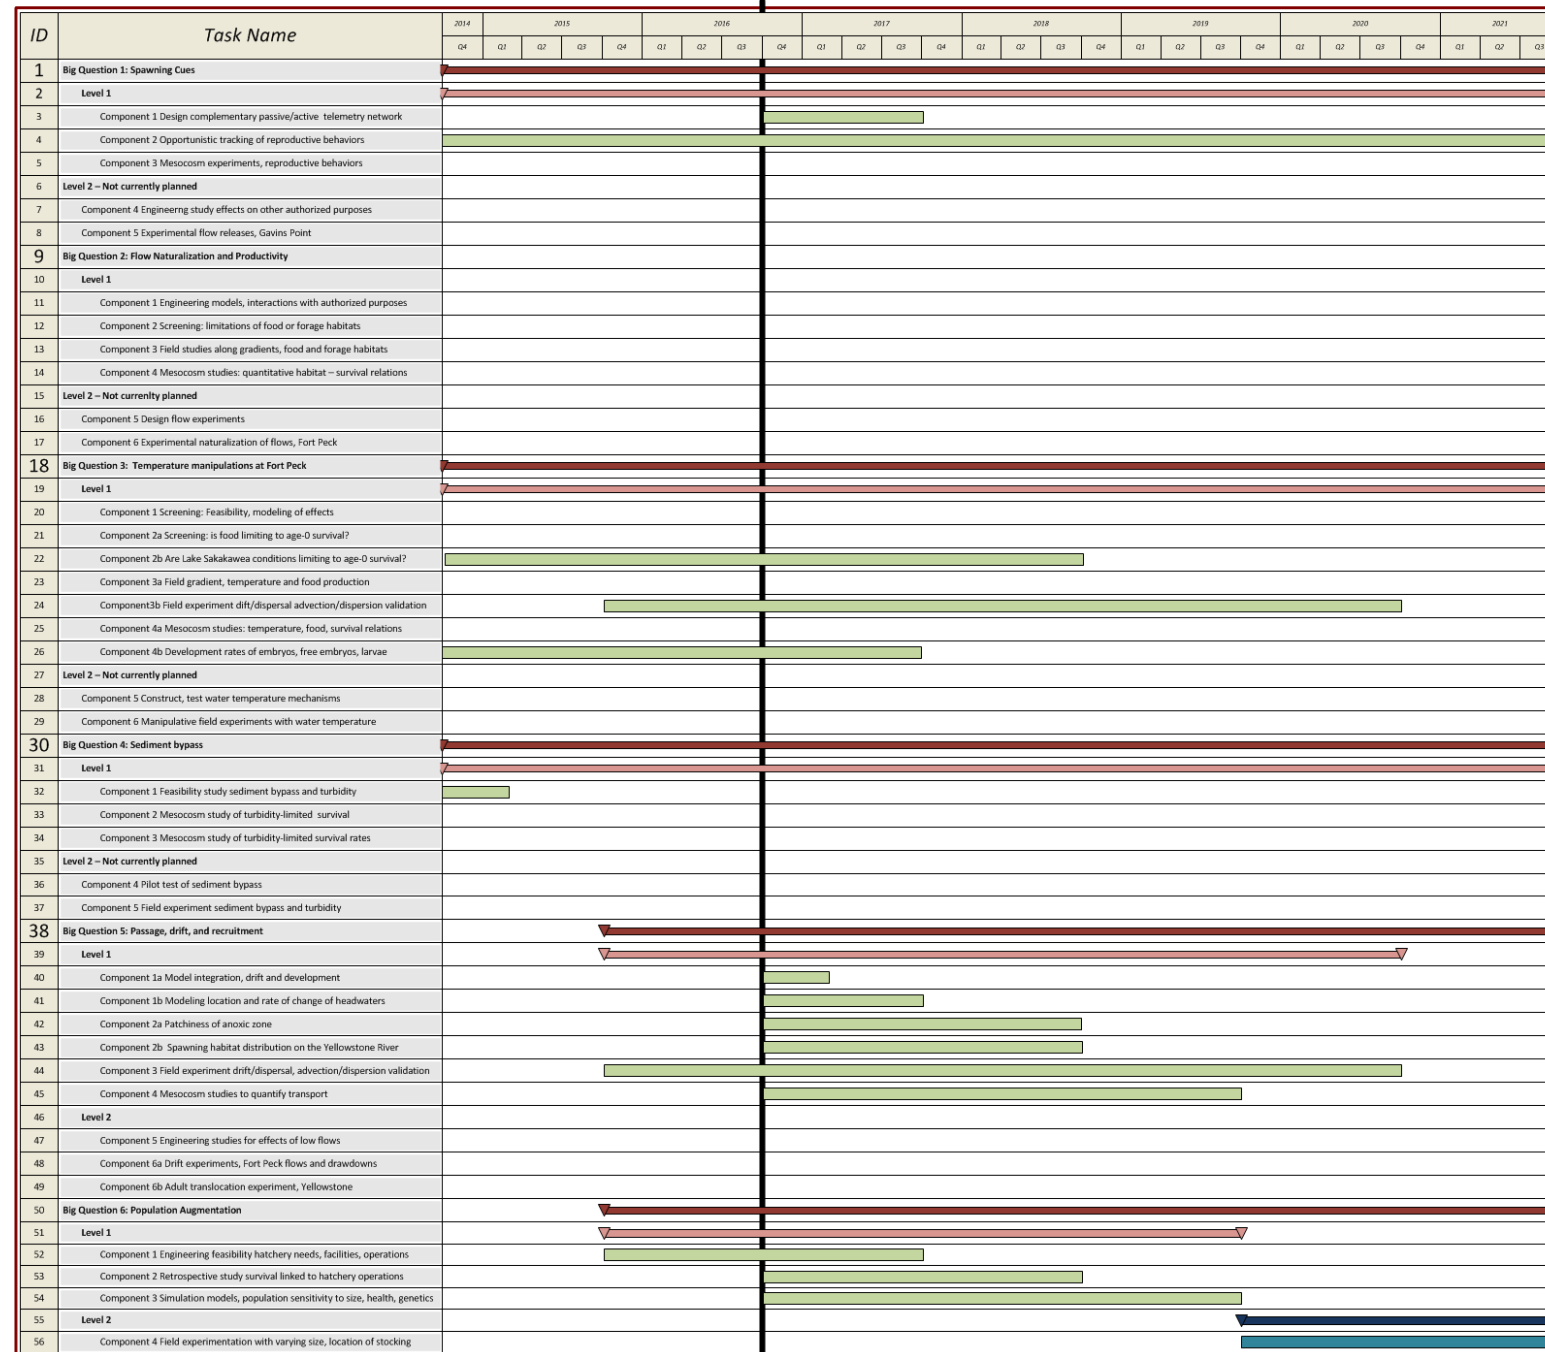 ID Task Name 2014 2015 2016 2017 2018 2019 2020 2021
Q4 Q1 Q2 Q3 Q4 Q1 Q2 Q3 Q4 Q1 Q2 Q3 Q4 Q1 Q2 Q3 Q4 Q1 Q2 Q3 Q4 Q1 Q2 Q3 Q4 Q1 Q2 Q3
1 Big Question 1: Spawning Cues
2 Level 1
3 Component 1 Design complementary passive/active telemetry network
4 Component 2 Opportunistic tracking of reproductive behaviors
5 Component 3 Mesocosm experiments, reproductive behaviors
6 Level 2 – Not currently planned
7 Component 4 Engineerng study effects on other authorized purposes
8 Component 5 Experimental flow releases, Gavins Point
9 Big Question 2: Flow Naturalization and Productivity
10 Level 1
11 Component 1 Engineering models, interactions with authorized purposes
12 Component 2 Screening: limitations of food or forage habitats
13 Component 3 Field studies along gradients, food and forage habitats
14 Component 4 Mesocosm studies: quantitative habitat – survival relations
15 Level 2 – Not currenlty planned
16 Component 5 Design flow experiments
17 Component 6 Experimental naturalization of flows, Fort Peck
18 Big Question 3: Temperature manipulations at Fort Peck
19 Level 1
20 Component 1 Screening: Feasibility, modeling of effects
21 Component 2a Screening: is food limiting to age-0 survival?
22 Component 2b Are Lake Sakakawea conditions limiting to age-0 survival?
23 Component 3a Field gradient, temperature and food production
24 Component3b Field experiment dift/dispersal advection/dispersion validation
25 Component 4a Mesocosm studies: temperature, food, survival relations
26 Component 4b Development rates of embryos, free embryos, larvae
27 Level 2 – Not currently planned
28 Component 5 Construct, test water temperature mechanisms
29 Component 6 Manipulative field experiments with water temperature
30 Big Question 4: Sediment bypass
31 Level 1
32 Component 1 Feasibility study sediment bypass and turbidity
33 Component 2 Mesocosm study of turbidity-limited survival
34 Component 3 Mesocosm study of turbidity-limited survival rates
35 Level 2 – Not currently planned
36 Component 4 Pilot test of sediment bypass
37 Component 5 Field experiment sediment bypass and turbidity
38 Big Question 5: Passage, drift, and recruitment
39 Level 1
40 Component 1a Model integration, drift and development
41 Component 1b Modeling location and rate of change of headwaters
42 Component 2a Patchiness of anoxic zone
43 Component 2b Spawning habitat distribution on the Yellowstone River
44 Component 3 Field experiment drift/dispersal, advection/dispersion validation
45 Component 4 Mesocosm studies to quantify transport
46 Level 2
47 Component 5 Engineering studies for effects of low flows
48 Component 6a Drift experiments, Fort Peck flows and drawdowns
49 Component 6b Adult translocation experiment, Yellowstone
50 Big Question 6: Population Augmentation
51 Level 1
52 Component 1 Engineering feasibility hatchery needs, facilities, operations
53 Component 2 Retrospective study survival linked to hatchery operations
54 Component 3 Simulation models, population sensitivity to size, health, genetics
55 Level 2
56 Component 4 Field experimentation with varying size, location of stocking